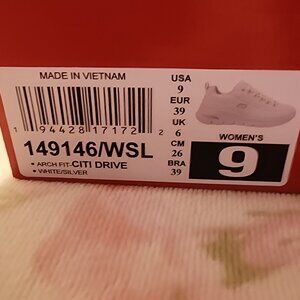 MADE IN VIETNAM
1 94428 17172 2
149146/WSL
• ARCH FIT-CITI DRIVE
• WHITE/SILVER
USA
9
EUR
39
UK
6
CM
26
BRA
39
WOMEN'S
9